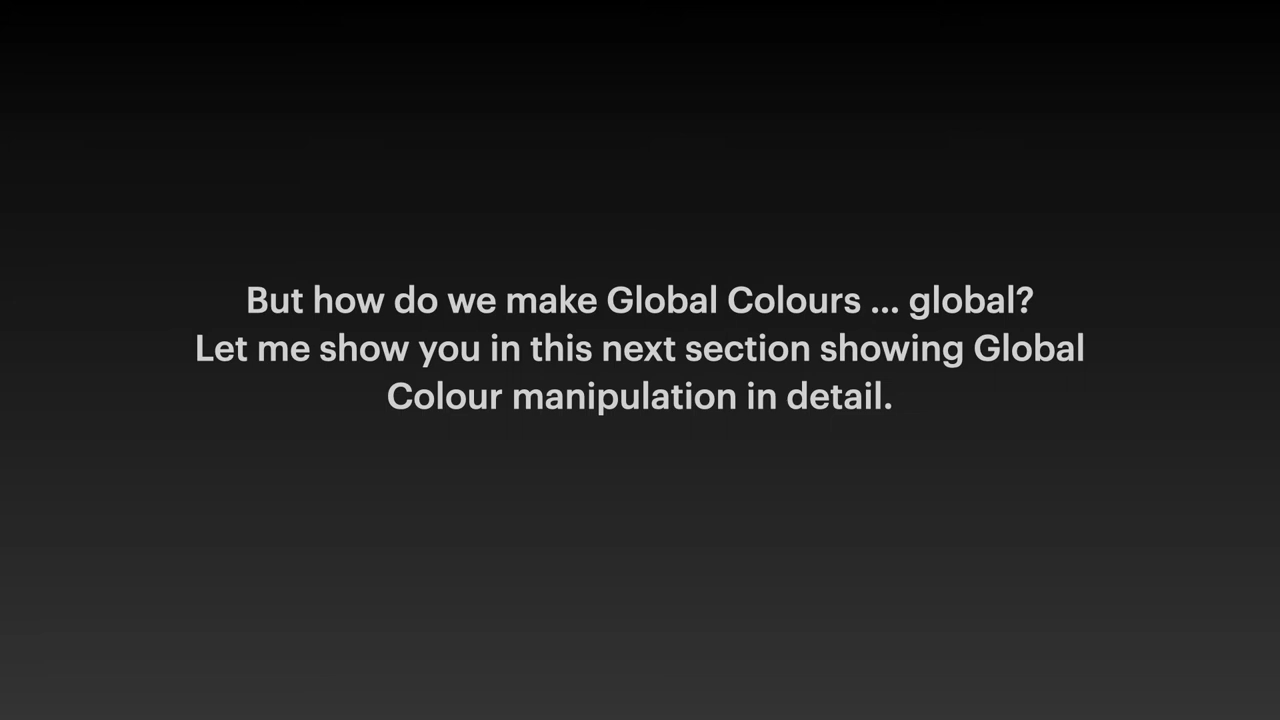 But how do we make Global Colours ... global?
Let me show you in this next section showing Global
Colour manipulation in detail.